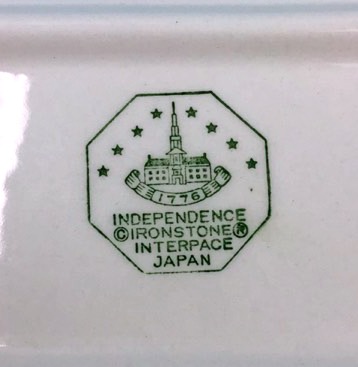 1776
INDEPENDENCE
©IRONSTONE®
INTERPACE
JAPAN